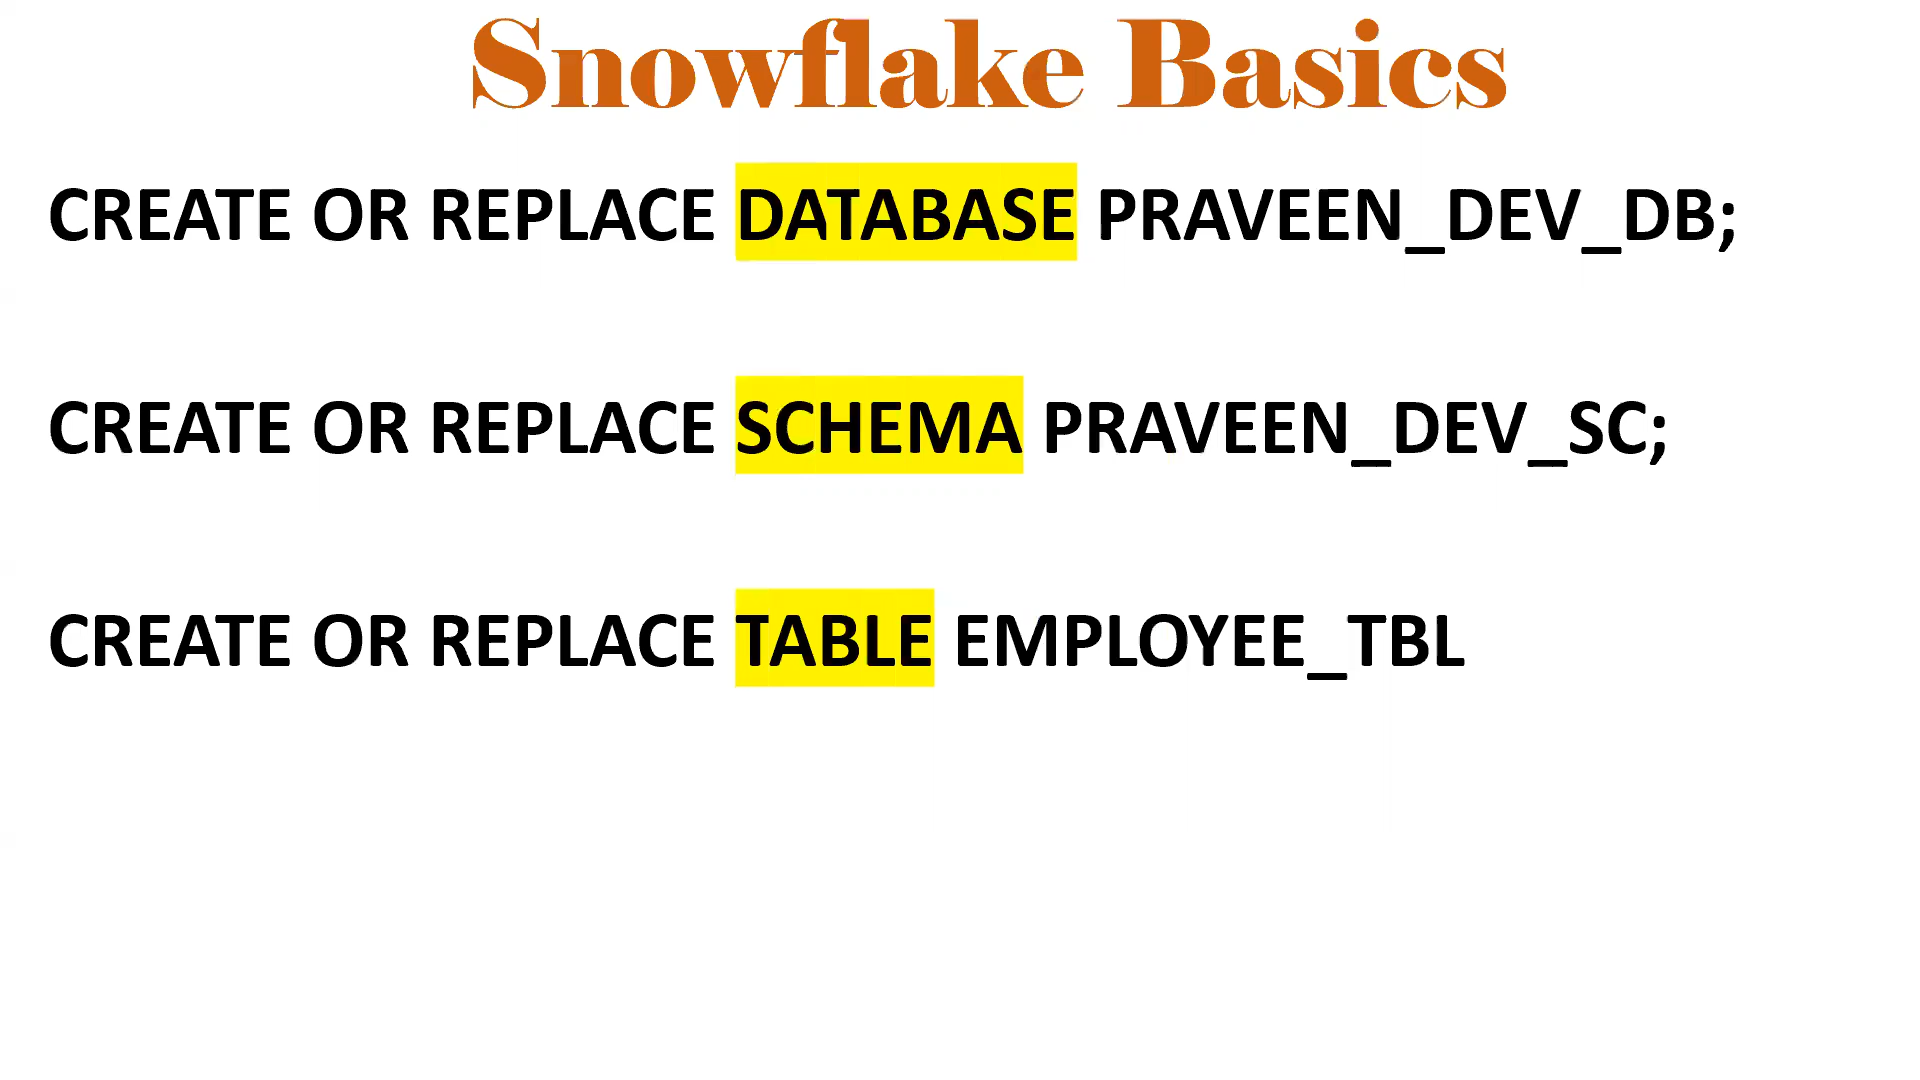 Snowflake Basics
CREATE OR REPLACE DATABASE PRAVEEN_DEV_DB;
CREATE OR REPLACE SCHEMA PRAVEEN_DEV_SC;
CREATE OR REPLACE TABLE EMPLOYEE_TBL